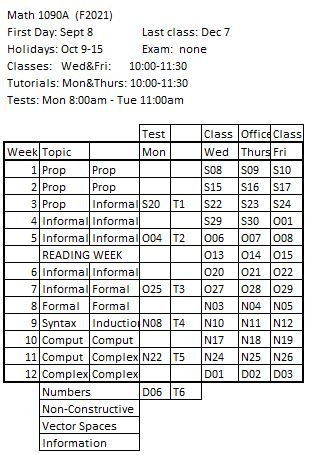 Math 1090A (F2021)
First Day: Sept 8 Last class: Dec 7
Holidays: Oct 9-15 Exam: none
Classes: Wed&Fri: 10:00-11:30
Tutorials: Mon&Thurs: 10-11:30
Tests: Mon 8:00am - Tue 11:00am
Test Class Office Class
Week Topic Mon Wed Thurs Fri
1 Prop Prop S08 S09 S10
2 Prop Prop S15 S16 S17
3 Prop Informal S20 T1 S22 S23 S24
4 Informal Informal S29 S30 O01
5 Informal Informal O04 T2 O06 O07 O08
READING WEEK O13 O14 O15
6 Informal Informal O20 O21 O22
7 Informal Formal O25 T3 O27 O28 O29
8 Formal Formal N03 N04 N05
9 Syntax Induction N08 T4 N10 N11 N12
10 Comput Comput N17 N18 N19
11 Comput Complex N22 T5 N24 N25 N26
12 Complex Complex D01 D02 D03
Numbers D06 T6
Non-Constructive
Vector Spaces
Information